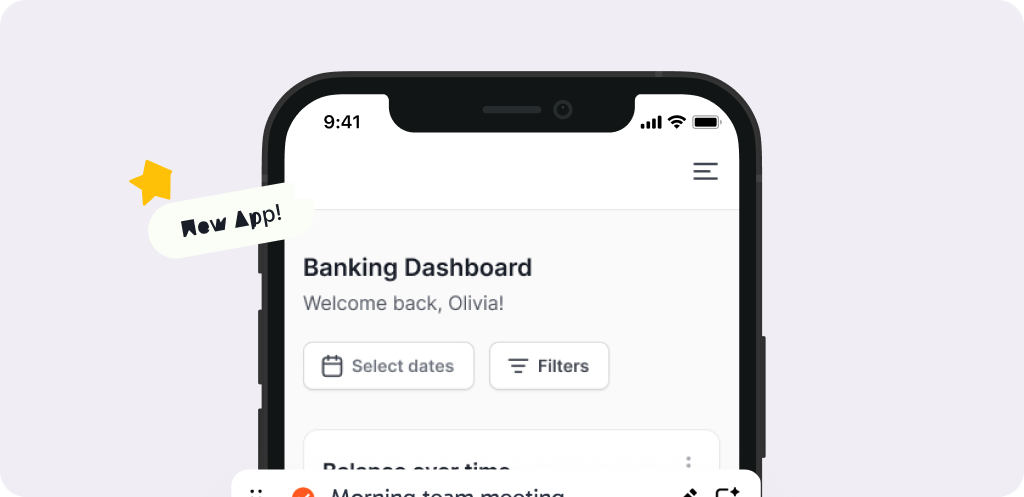 9:41
New App!
Banking Dashboard
Welcome back, Olivia!
Select dates
Filters
Balance over time
Morning team meeting